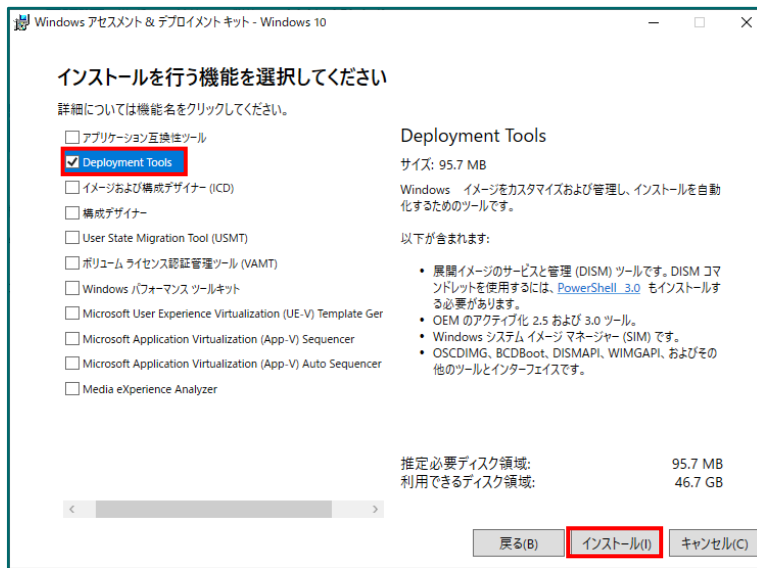 Windows アセスメント & デプロイメント キット - Windows 10
インストールを行う機能を選択してください
詳細については機能名をクリックしてください。
アプリケーション互換性ツール
Deployment Tools
イメージおよび構成デザイナー (ICD)
構成デザイナー
User State Migration Tool (USMT)
ボリューム ライセンス認証管理ツール (VAMT)
Windows パフォーマンス ツールキット
Microsoft User Experience Virtualization (UE-V) Template Ger
Microsoft Application Virtualization (App-V) Sequencer
Microsoft Application Virtualization (App-V) Auto Sequencer
Media eXperience Analyzer
Deployment Tools
サイズ: 95.7 MB
Windows イメージをカスタマイズおよび管理し、インストールを自動
化するためのツールです。
以下が含まれます:
• 展開イメージのサービスと管理 (DISM) ツールです。DISM コマ
ンドレットを使用するには、PowerShell 3.0 もインストールす
る必要があります。
• OEM のアクティブ化 2.5 および 3.0 ツール。
• Windows システム イメージ マネージャー (SIM) です。
• OSCDIMG、BCDBoot、DISMAPI、WIMGAPI、およびその
他のツールとインターフェイスです。
推定必要ディスク領域: 95.7 MB
利用できるディスク領域: 46.7 GB
戻る(B) インストール(I) キャンセル(C)